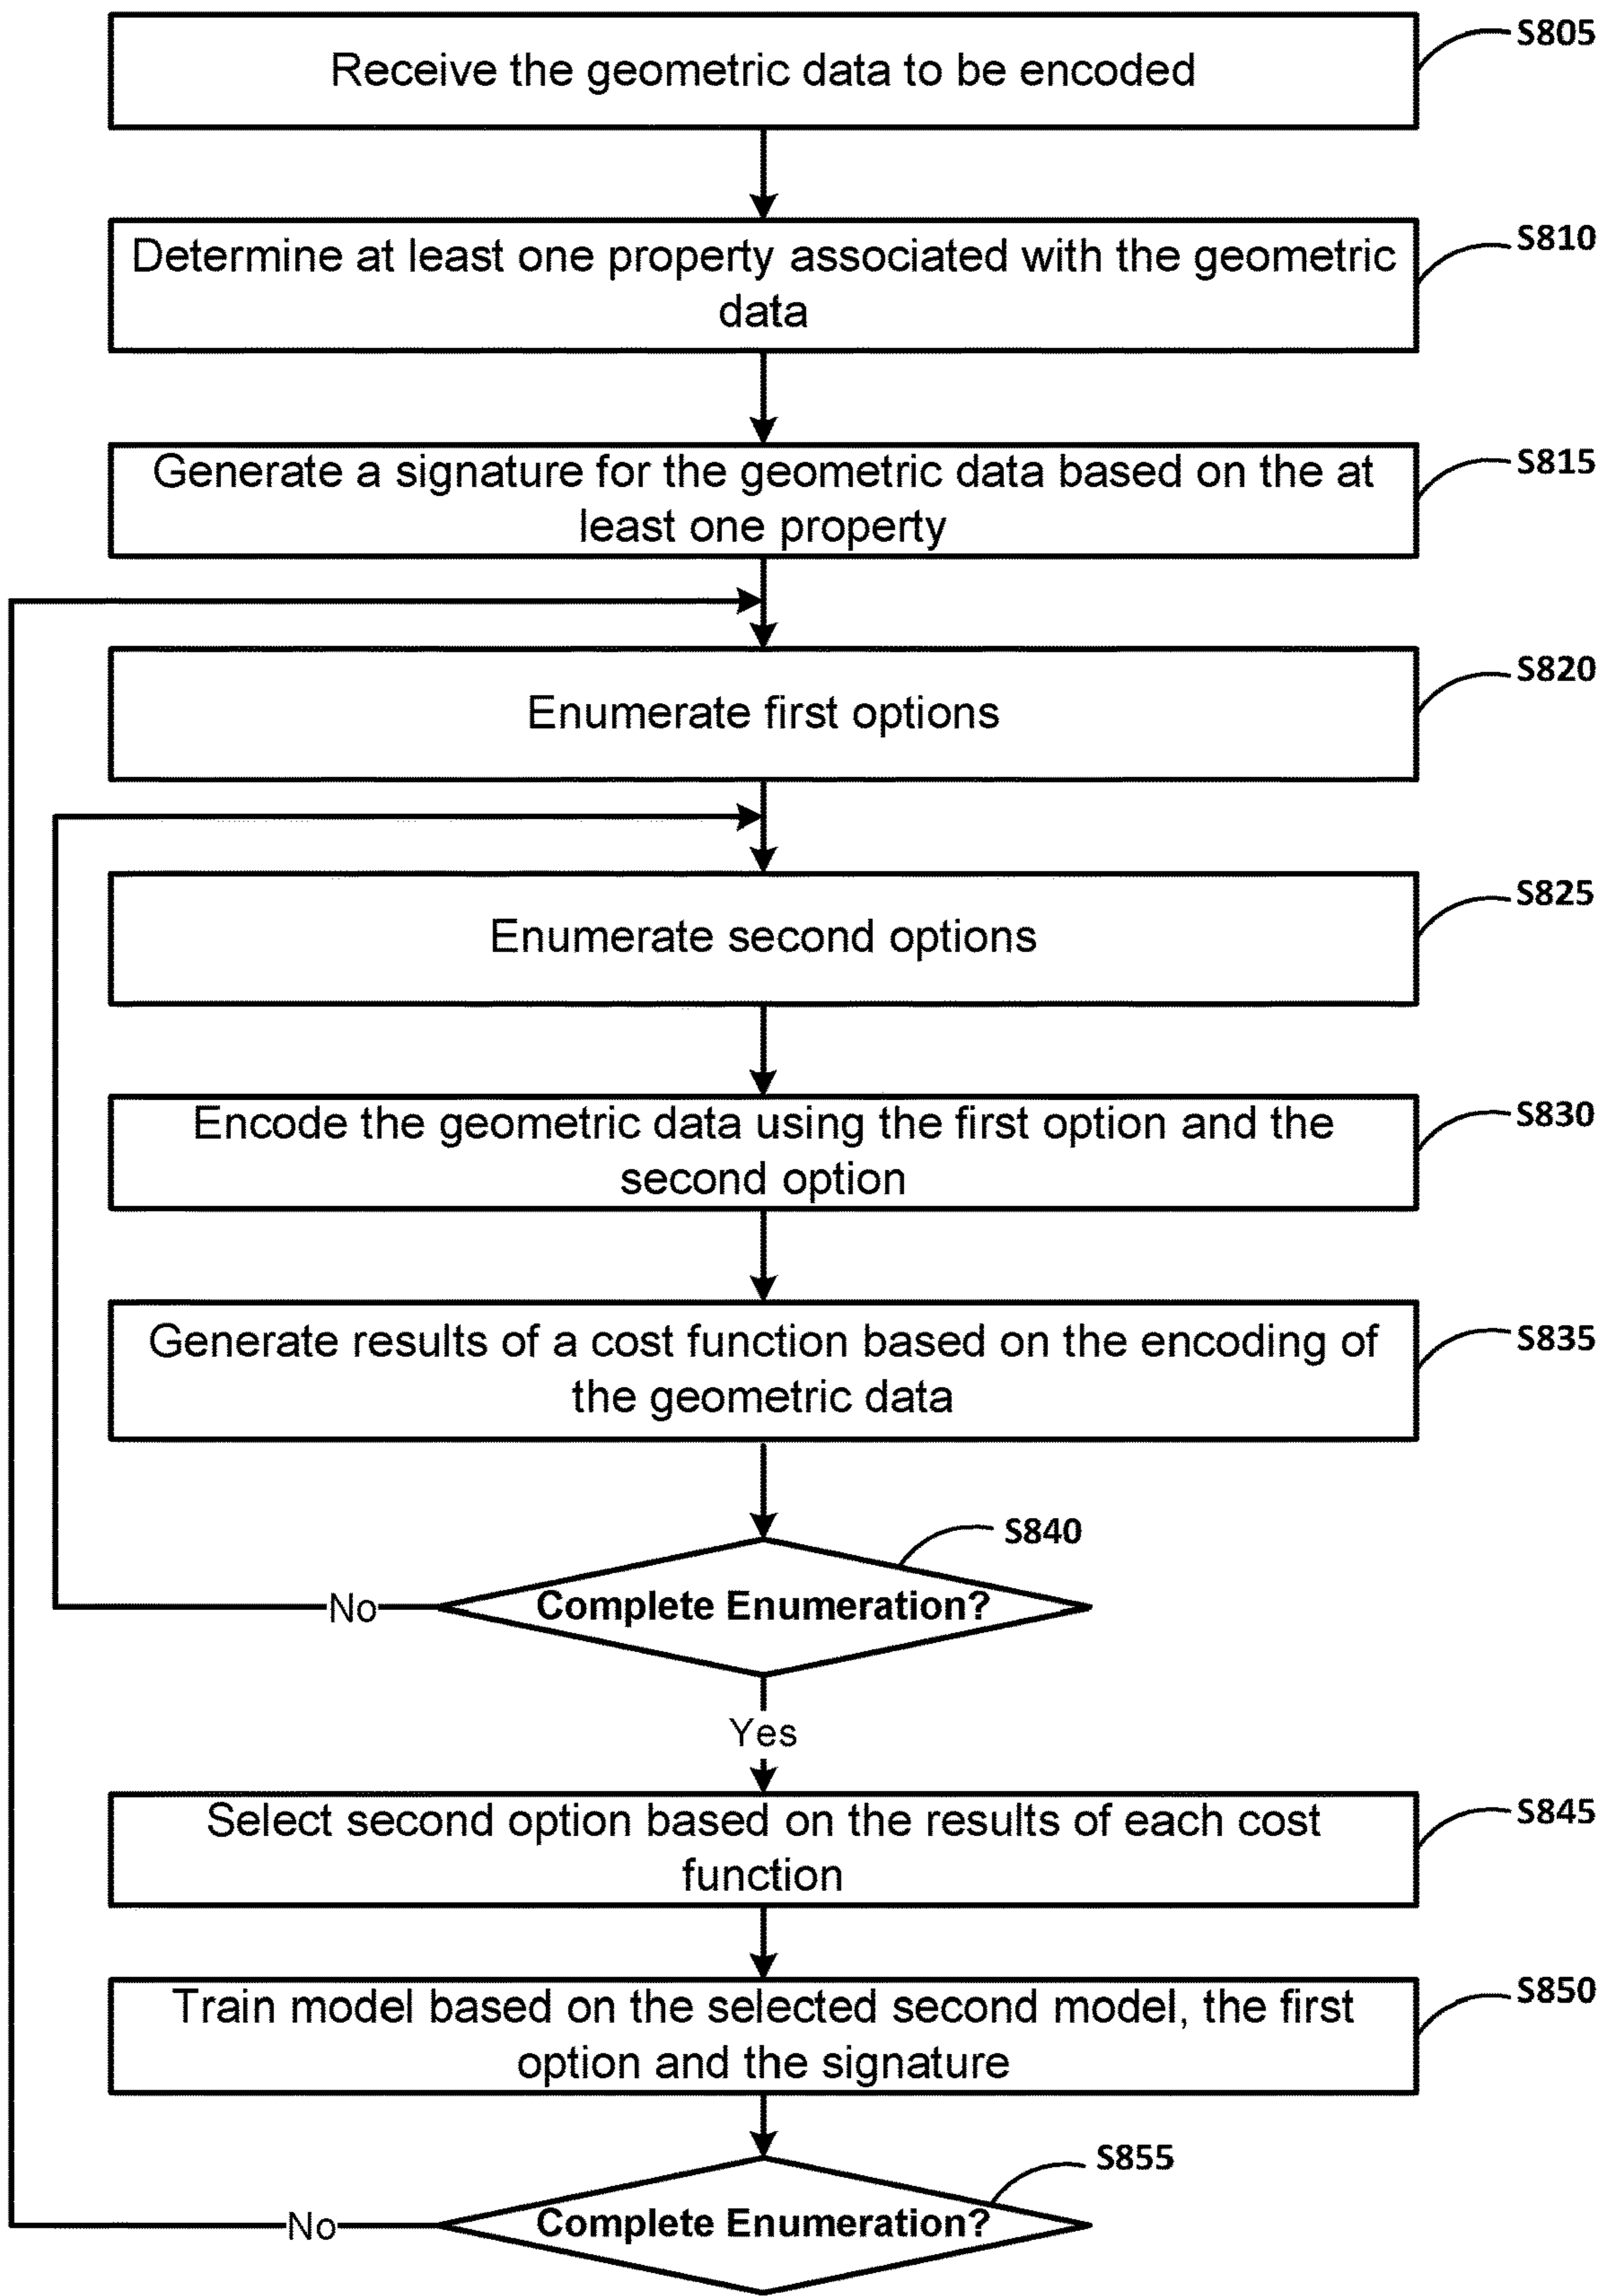 S805
Receive the geometric data to be encoded
S810
Determine at least one property associated with the geometric
data
S815
Generate a signature for the geometric data based on the at
least one property
S820
Enumerate first options
S825
Enumerate second options
S830
Encode the geometric data using the first option and the
second option
S835
Generate results of a cost function based on the encoding of
the geometric data
S840
No
Complete Enumeration?
Yes
S845
Select second option based on the results of each cost
function
S850
Train model based on the selected second model, the first
option and the signature
S855
No
Complete Enumeration?